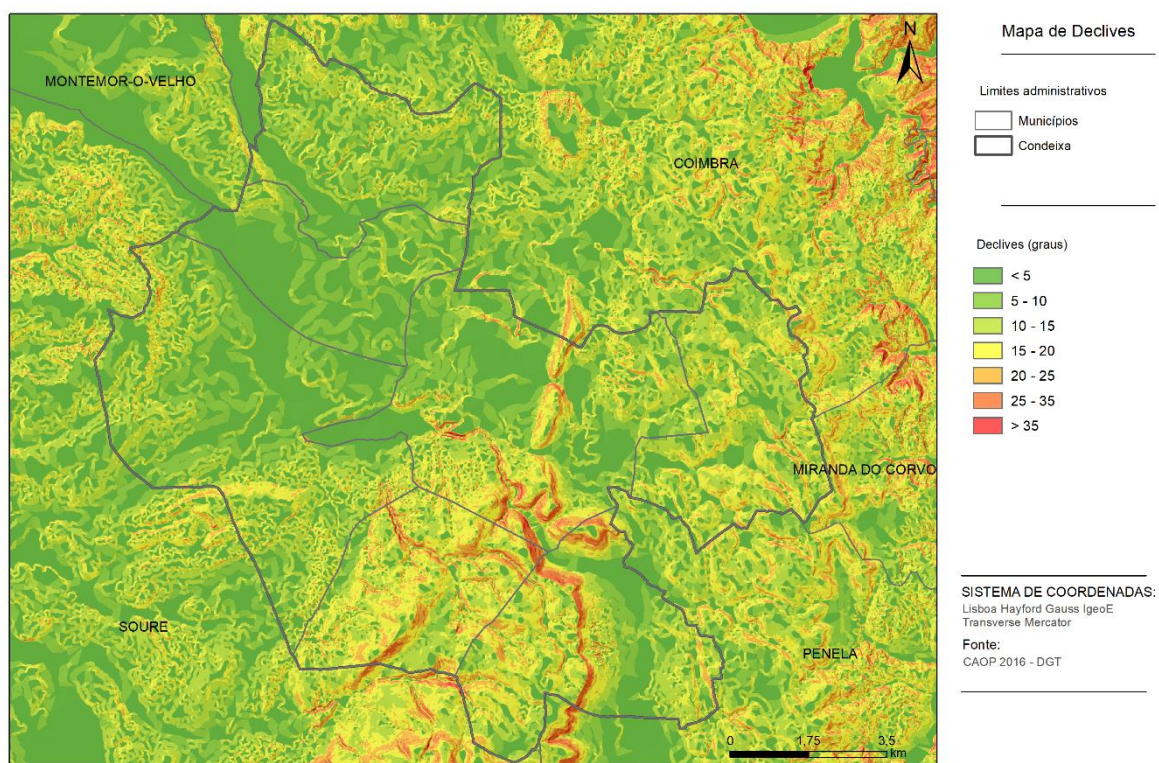 MONTEMOR-O-VELHO
N
COIMBRA
MIRANDA DO CORVO
SOURE
PENELA
0 1,75 3,5
km
Mapa de Declives
Limites administrativos
Municípios
Condeixa
Declives (graus)
< 5
5 - 10
10 - 15
15 - 20
20 - 25
25 - 35
> 35
SISTEMA DE COORDENADAS:
Lisboa Hayford Gauss IgeoE
Transverse Mercator
Fonte:
CAOP 2016 - DGT